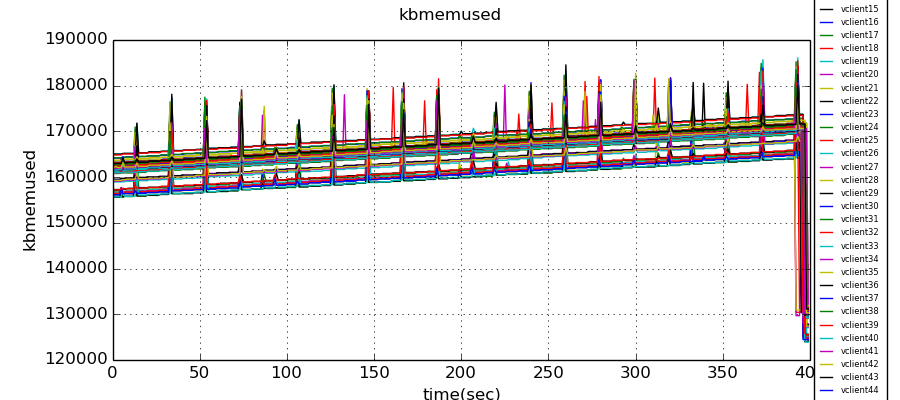 kbmemused
190000
180000
170000
160000
150000
140000
130000
120000
kbmemused
0 50 100 150 200 250 300 350 40
time(sec)
vclient15
vclient16
vclient17
vclient18
vclient19
vclient20
vclient21
vclient22
vclient23
vclient24
vclient25
vclient26
vclient27
vclient28
vclient29
vclient30
vclient31
vclient32
vclient33
vclient34
vclient35
vclient36
vclient37
vclient38
vclient39
vclient40
vclient41
vclient42
vclient43
vclient44